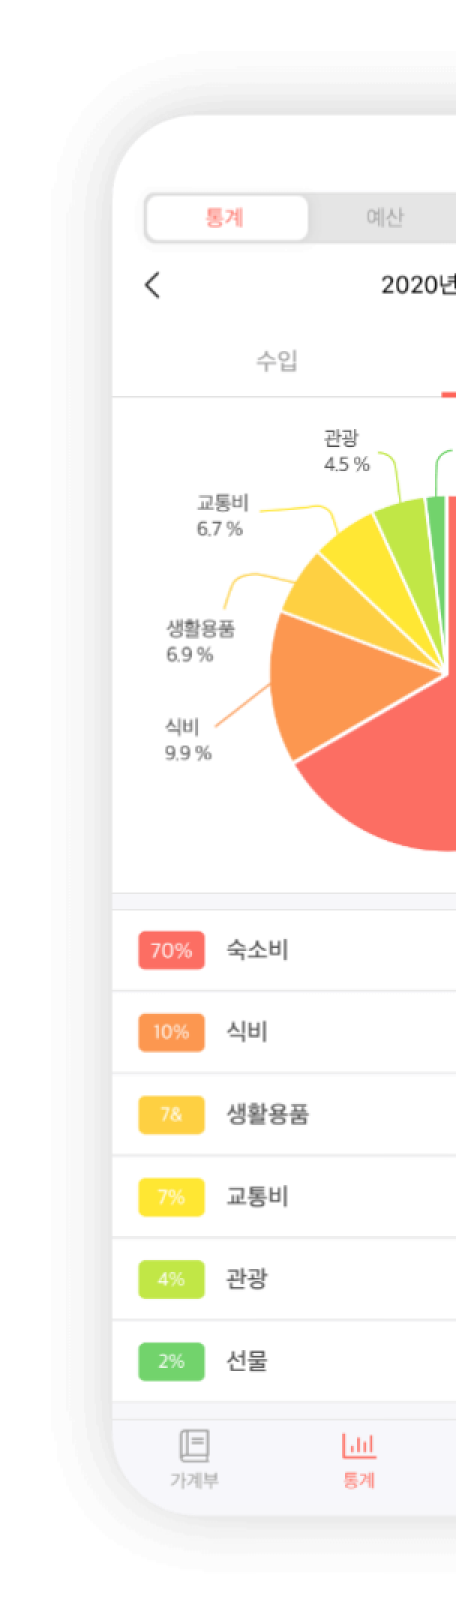 통계
예산
2020년
수입
관광
4.5 %
교통비
6.7 %
생활용품
6.9 %
식비
9.9 %
70% 숙소비
10% 식비
7& 생활용품
7% 교통비
4% 관광
2% 선물
가계부
통계